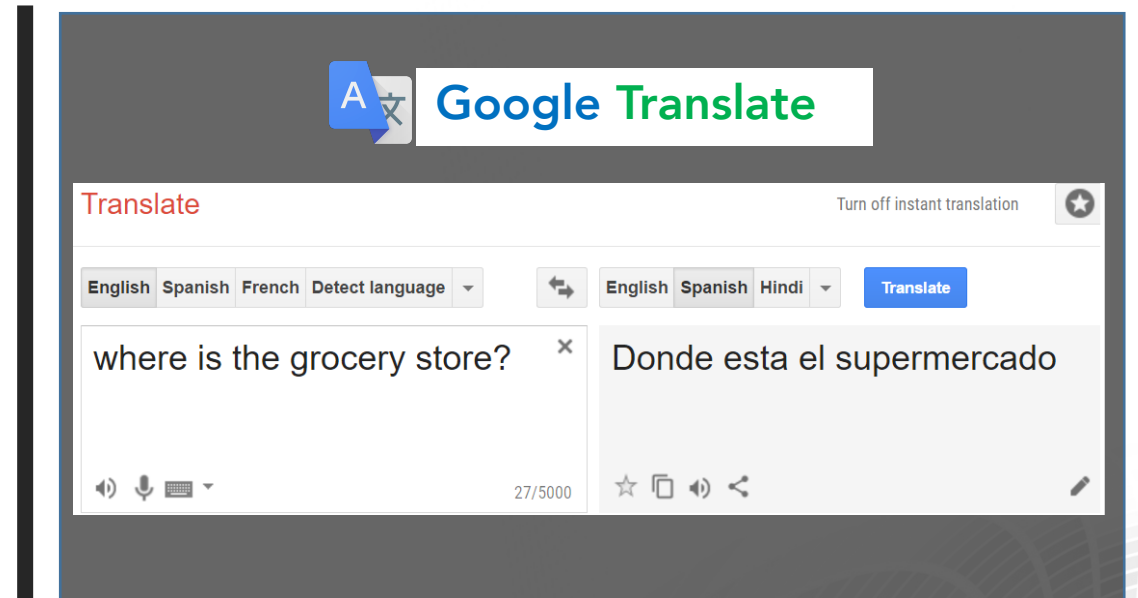 A 文 Google Translate
Translate Turn off instant translation
English Spanish French Detect language English Spanish Hindi Translate
where is the grocery store? Donde esta el supermercado
27/5000